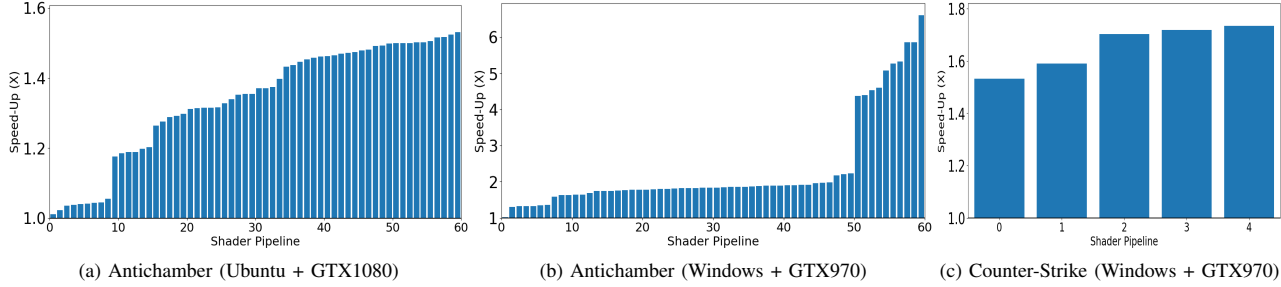 1.6
1.4
1.2
1.0
Speed-Up (X)
0 10 20 30 40 50 60
Shader Pipeline
(a) Antichamber (Ubuntu + GTX1080)
6
5
4
3
2
1
Speed-Up (X)
0 10 20 30 40 50 60
Shader Pipeline
(b) Antichamber (Windows + GTX970)
1.8
1.6
1.4
1.2
1.0
Speed-Up (X)
0 1 2 3 4
Shader Pipeline
(c) Counter-Strike (Windows + GTX970)